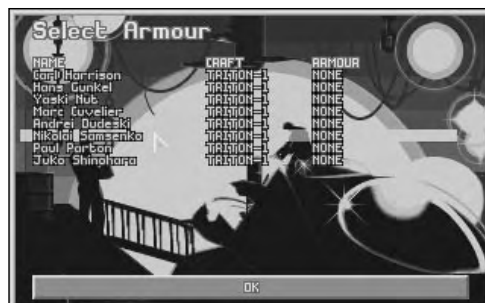 Select Armour
NAME CRAFT ARMOUR
Carl Harrison TRITON-1 NONE
Hans Gunkel TRITON-1 NONE
Yoski Nut TRITON-1 NONE
Marc Cuvelier TRITON-1 NONE
Andrei Dudeski TRITON-1 NONE
Nikolai Samsenko TRITON-1 NONE
Paul Parton TRITON-1 NONE
Juko Shinohara TRITON-1 NONE
OK